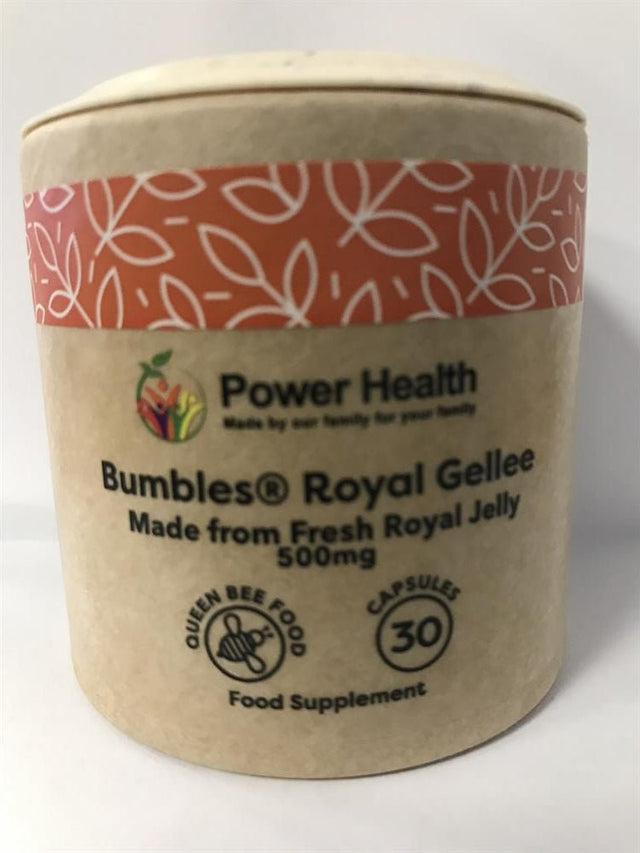 Power Health
Made by our family for your family
Bumbles® Royal Gellee
Made from Fresh Royal Jelly
500mg
QUEEN BEE FOOD
CAPSULES
30
Food Supplement